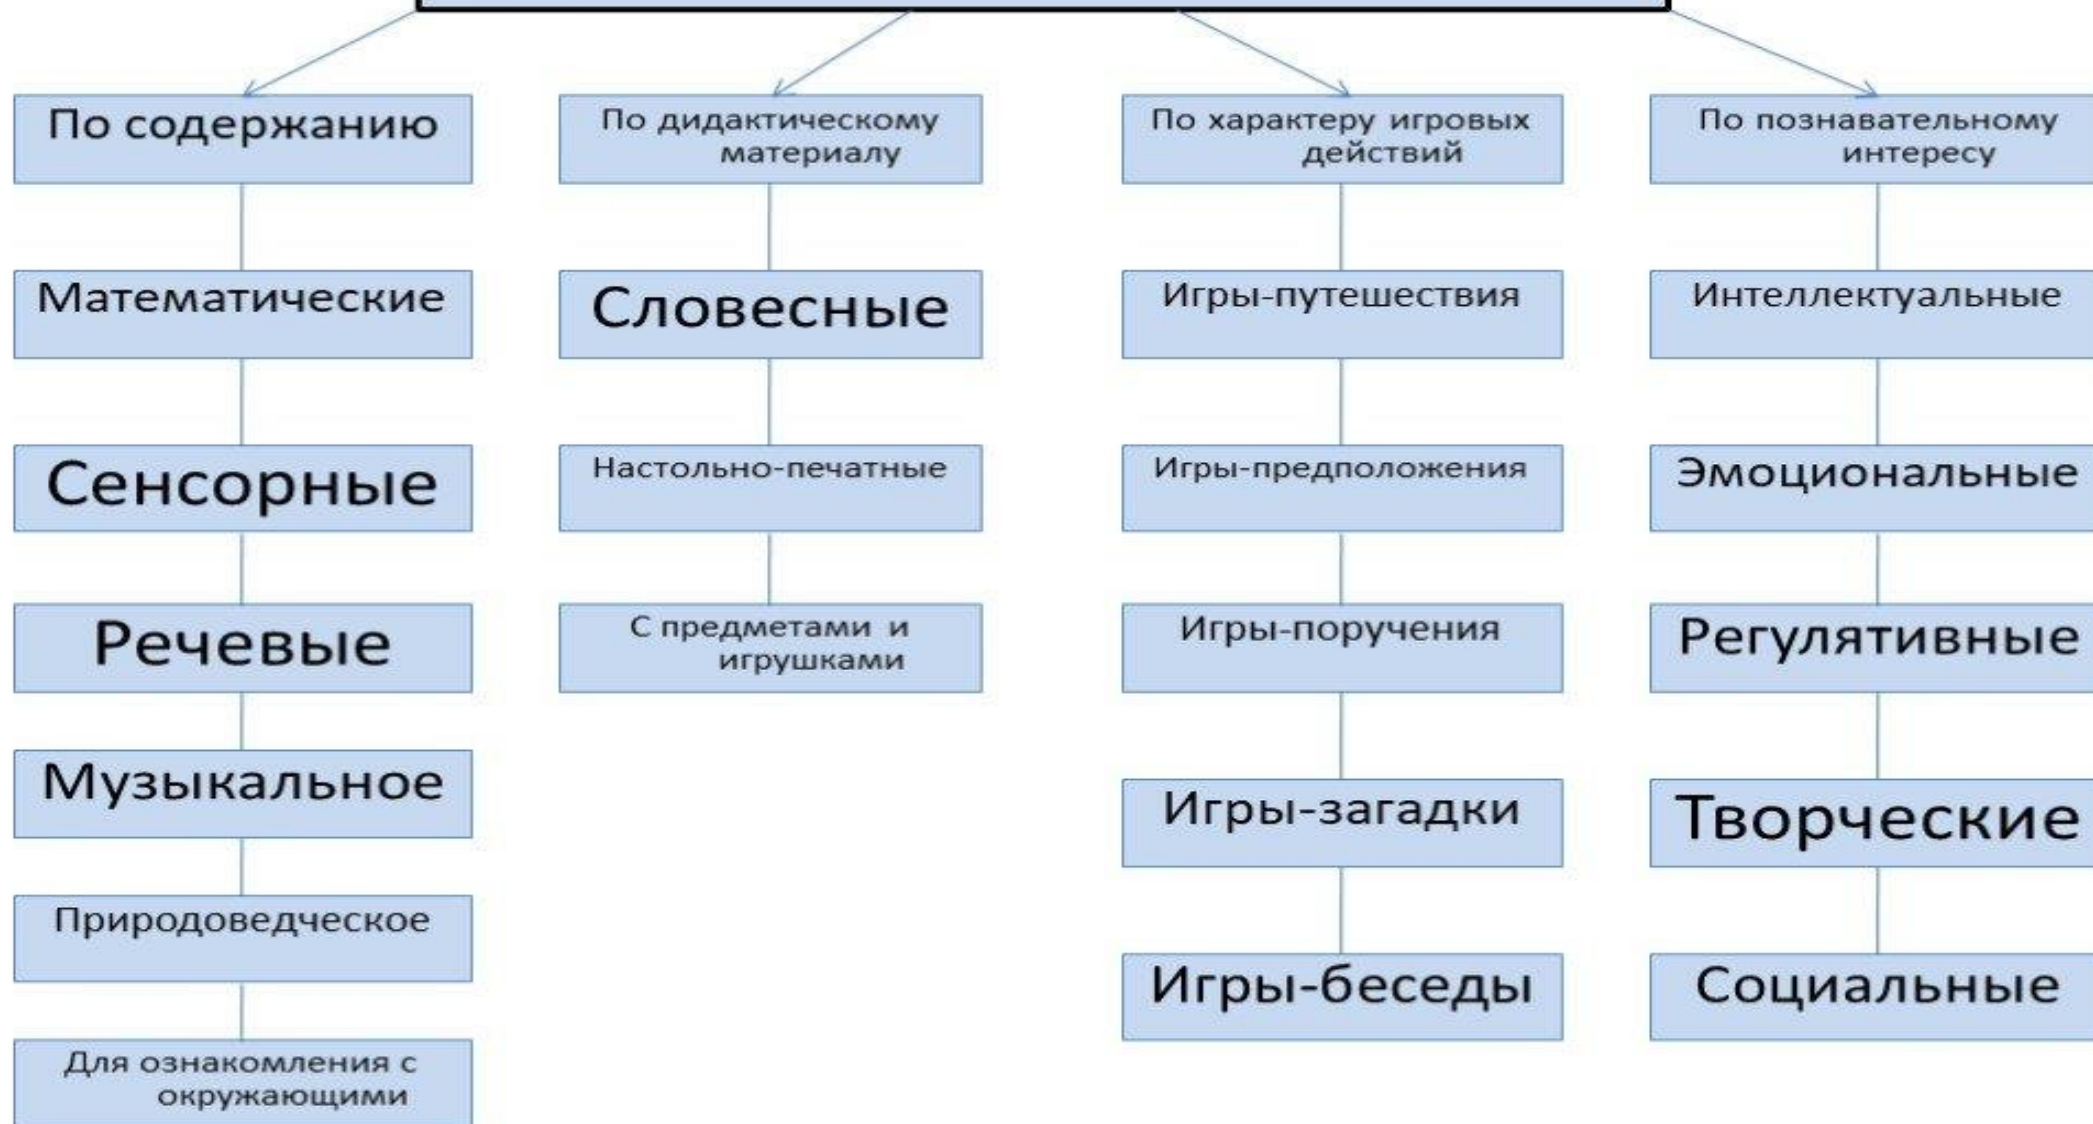 По содержанию
Математические
Сенсорные
Речевые
Музыкальное
Природоведческое
Для ознакомления с
окружающими
По дидактическому
материалу
Словесные
Настольно-печатные
С предметами и
игрушками
По характеру игровых
действий
Игры-путешествия
Игры-предположения
Игры-поручения
Игры-загадки
Игры-беседы
По познавательному
интересу
Интеллектуальные
Эмоциональные
Регулятивные
Творческие
Социальные